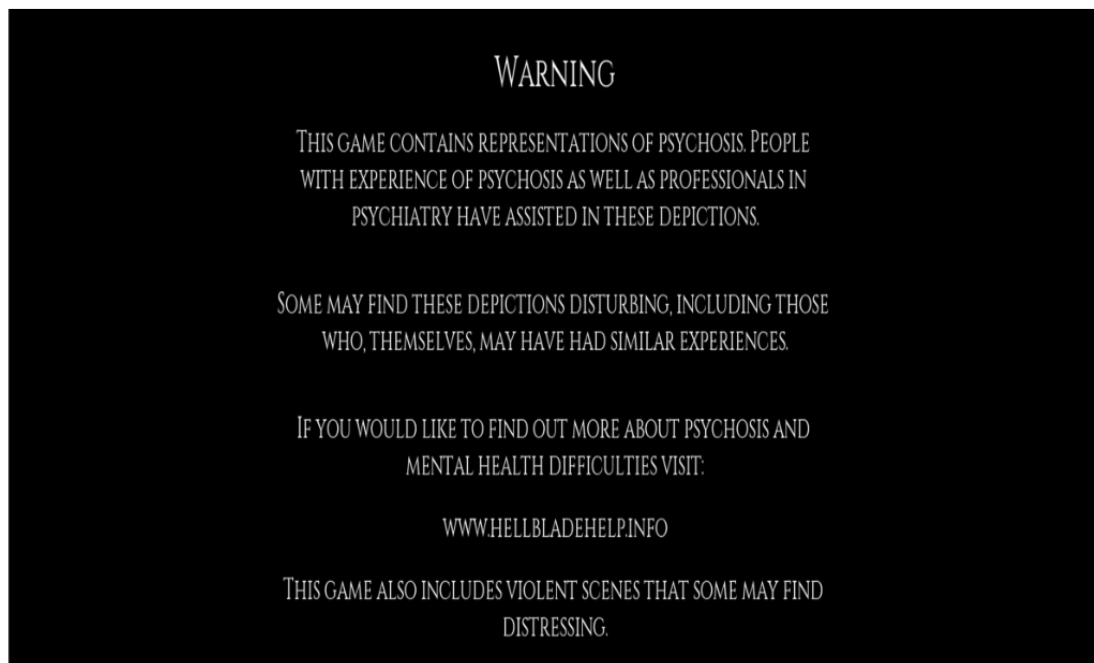 Warning
This game contains representations of psychosis. People
with experience of psychosis as well as professionals in
psychiatry have assisted in these depictions.
Some may find these depictions disturbing, including those
who, themselves, may have had similar experiences.
If you would like to find out more about psychosis and
mental health difficulties visit:
www.hellbladehelp.info
This game also includes violent scenes that some may find
distressing.